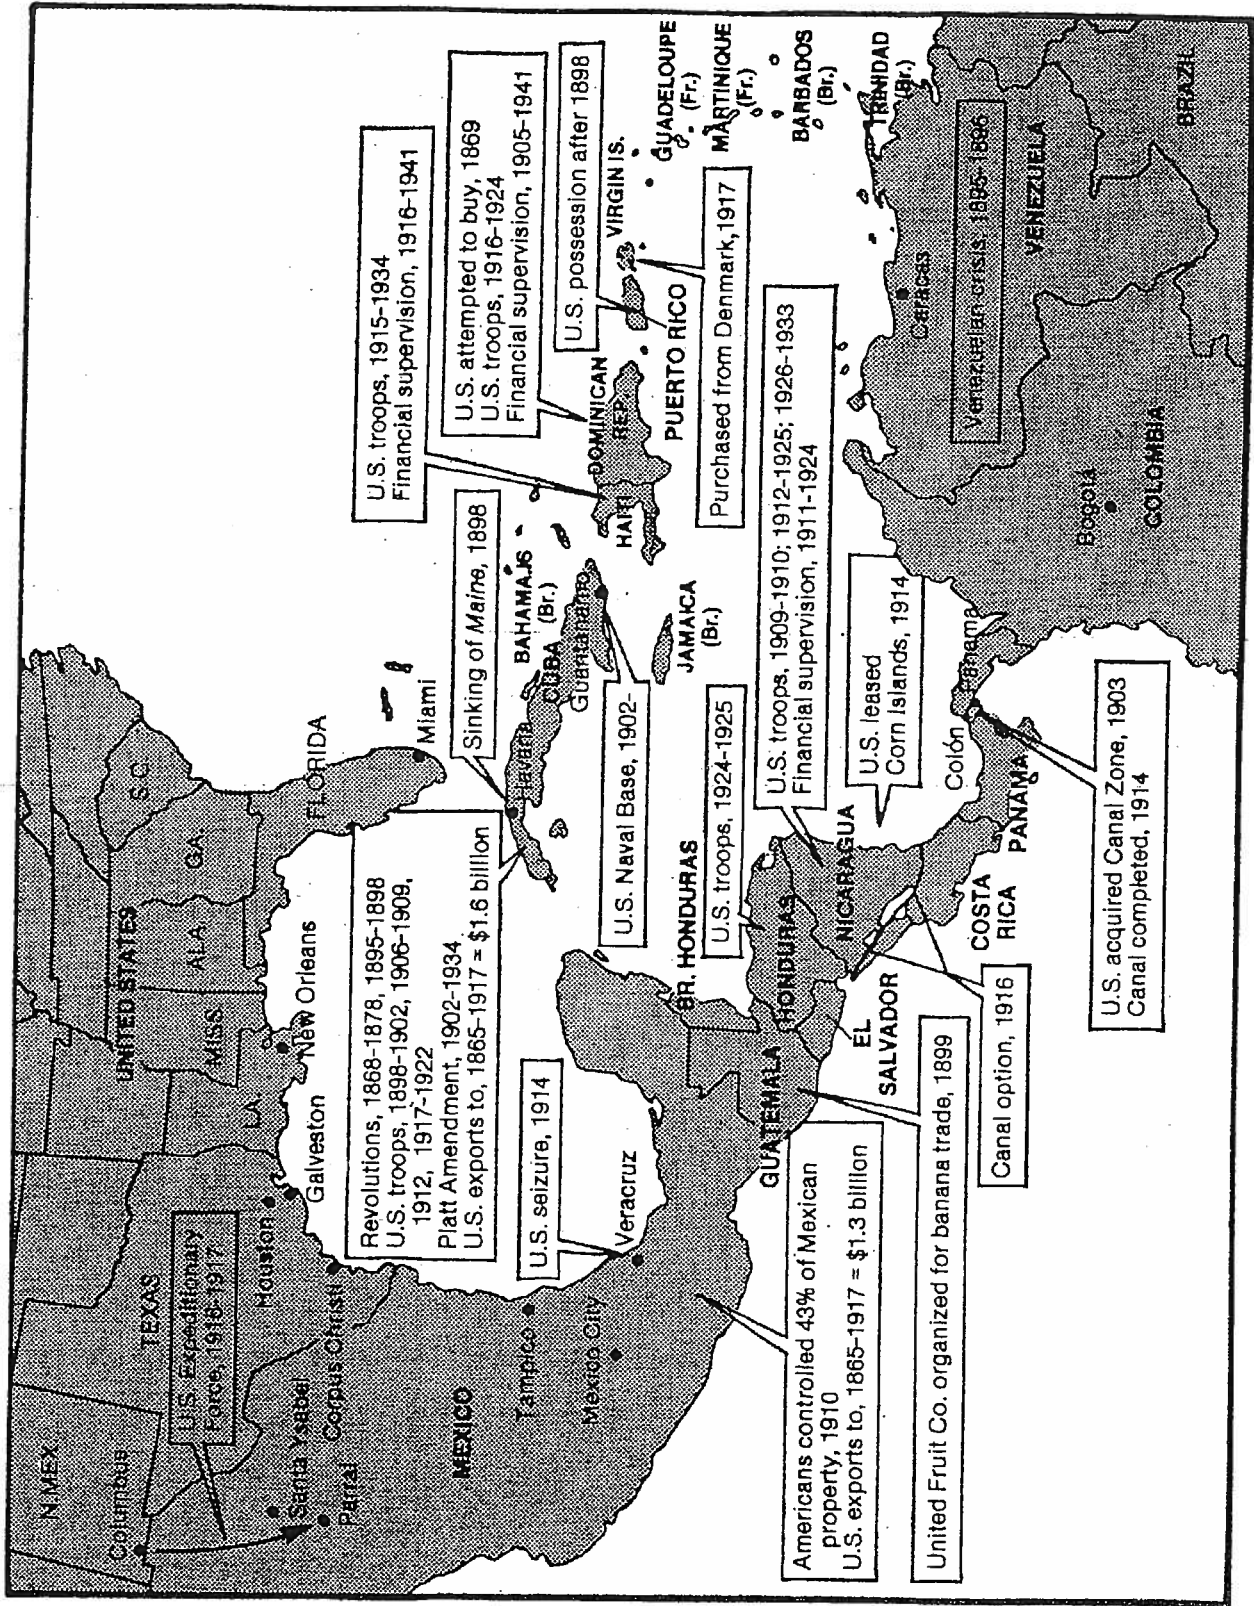 N. MEX.
Columbus
TEXAS
U.S. Expeditionary
Force, 1916-1917
Houston
Galveston
Santa Ysabel
Corpus Christi
Parral
MEXICO
Tampico
Mexico City
Veracruz
U.S. seizure, 1914
UNITED STATES
LA.
MISS.
ALA.
GA.
S.C.
New Orleans
FLORIDA
Miami
Revolutions, 1868-1878, 1895-1898
U.S. troops, 1898-1902, 1906-1909,
1912, 1917-1922
Platt Amendment, 1902-1934
U.S. exports to, 1865-1917 = $1.6 billion
Sinking of Maine, 1898
Havana
CUBA
Guantanamo
BAHAMA IS.
(Br.)
U.S. Naval Base, 1902-
JAMAICA
(Br.)
U.S. troops, 1915-1934
Financial supervision, 1916-1941
HAITI
U.S. attempted to buy, 1869
U.S. troops, 1916-1924
Financial supervision, 1905-1941
DOMINICAN
REP.
U.S. possession after 1898
PUERTO RICO
VIRGIN IS.
Purchased from Denmark, 1917
GUADELOUPE
(Fr.)
MARTINIQUE
(Fr.)
BARBADOS
(Br.)
TRINIDAD
(Br.)
Americans controlled 43% of Mexican
property, 1910
U.S. exports to, 1865-1917 = $1.3 billion
GUATEMALA
United Fruit Co. organized for banana trade, 1899
BR. HONDURAS
HONDURAS
U.S. troops, 1924-1925
EL
SALVADOR
NICARAGUA
U.S. troops, 1909-1910; 1912-1925; 1926-1933
Financial supervision, 1911-1924
U.S. leased
Corn Islands, 1914
Canal option, 1916
COSTA
RICA
PANAMA
Colón
Panama
U.S. acquired Canal Zone, 1903
Canal completed, 1914
Bogotá
COLOMBIA
Caracas
Venezuelan crisis, 1895-1896
VENEZUELA
BRAZIL